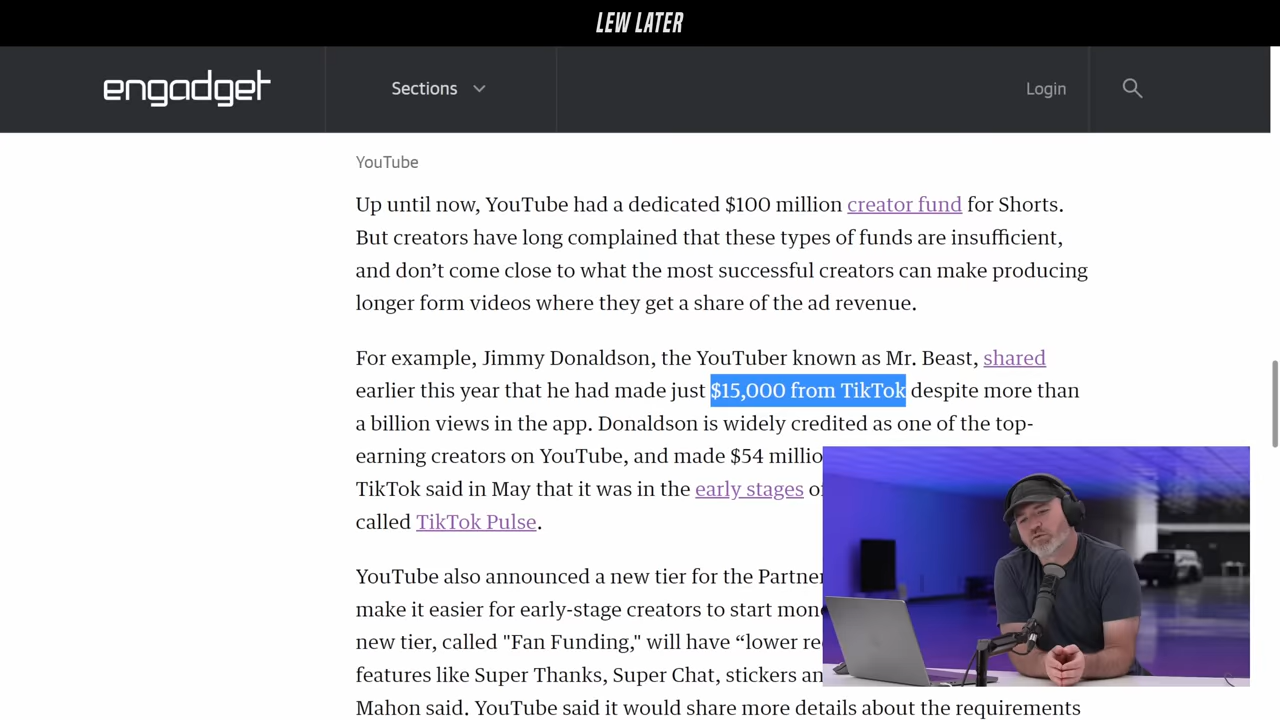 LEW LATER
engadget
Sections
Login
YouTube
Up until now, YouTube had a dedicated $100 million creator fund for Shorts.
But creators have long complained that these types of funds are insufficient,
and don’t come close to what the most successful creators can make producing
longer form videos where they get a share of the ad revenue.
For example, Jimmy Donaldson, the YouTuber known as Mr. Beast, shared
earlier this year that he had made just $15,000 from TikTok despite more than
a billion views in the app. Donaldson is widely credited as one of the top-
earning creators on YouTube, and made $54
TikTok said in May that it was in the early stages
called TikTok Pulse.
YouTube also announced a new tier for the
make it easier for early-stage creators to start
new tier, called "Fan Funding," will have “lower
features like Super Thanks, Super Chat, stickers
Mahon said. YouTube said it would share more details about the requirements